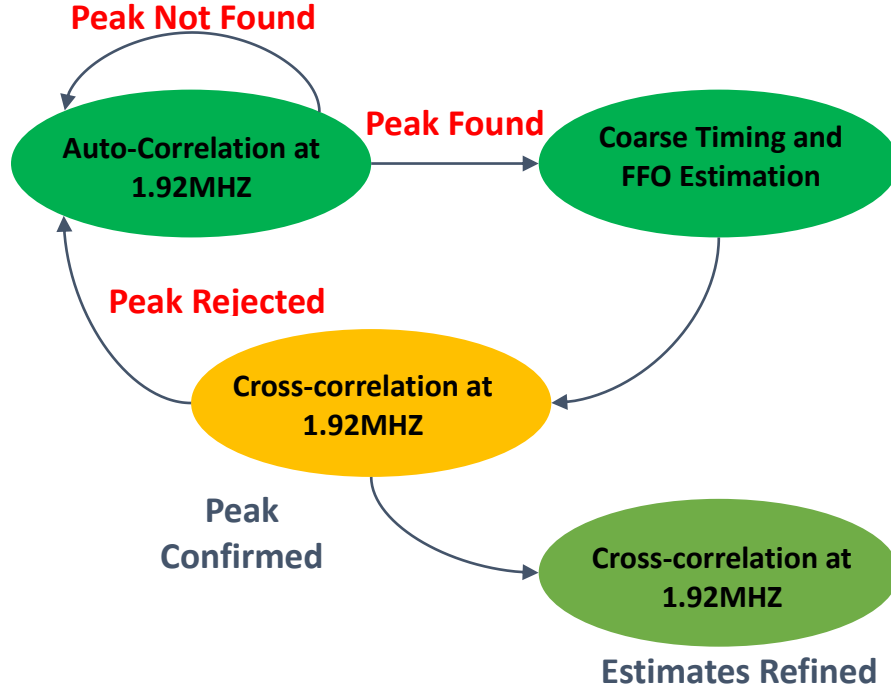 Peak Not Found
Auto-Correlation at
1.92MHZ
Peak Found
Coarse Timing and
FFO Estimation
Peak Rejected
Cross-correlation at
1.92MHZ
Peak
Confirmed
Cross-correlation at
1.92MHZ
Estimates Refined